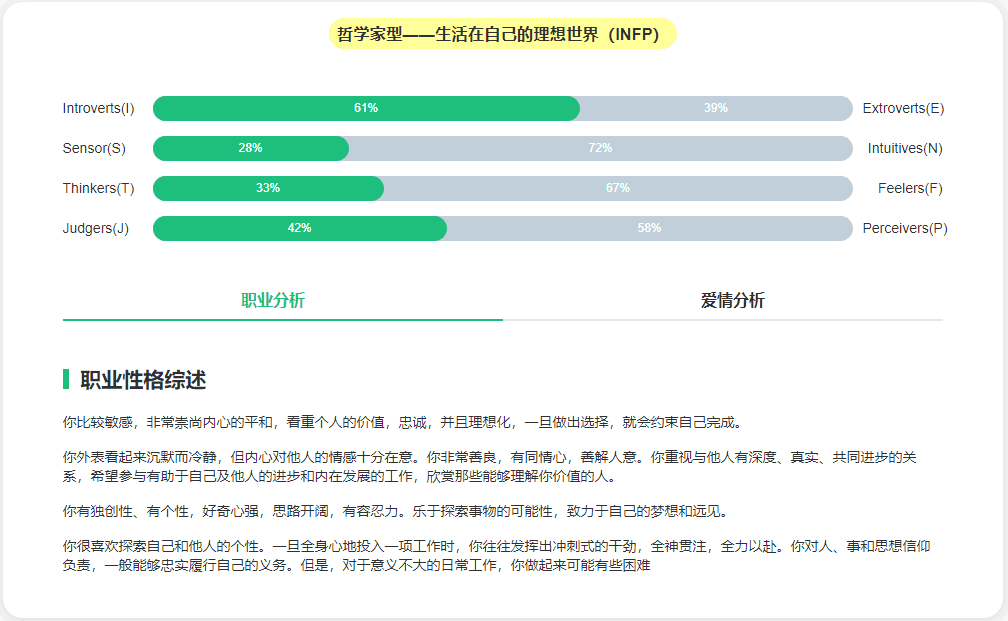 哲学家型——生活在自己的理想世界（INFP）
Introverts(I) 61% 39% Extroverts(E)
Sensor(S) 28% 72% Intuitives(N)
Thinkers(T) 33% 67% Feelers(F)
Judgers(J) 42% 58% Perceivers(P)
职业分析 爱情分析
职业性格综述
你比较敏感，非常崇尚内心的平和，看重个人的价值，忠诚，并且理想化，一旦做出选择，就会约束自己完成。
你外表看起来沉默而冷静，但内心对他人的情感十分在意。你非常善良，有同情心，善解人意。你重视与他人有深度、真实、共同进步的关
系，希望参与有助于自己及他人的进步和内在发展的工作，欣赏那些能够理解你价值的人。
你有独创性、有个性，好奇心强，思路开阔，有容忍力。乐于探索事物的可能性，致力于自己的梦想和远见。
你很喜欢探索自己和他人的个性。一旦全身心地投入一项工作时，你往往发挥出冲刺式的干劲，全神贯注，全力以赴。你对人、事和思想信仰
负责，一般能够忠实履行自己的义务。但是，对于意义不大的日常工作，你做起来可能有些困难